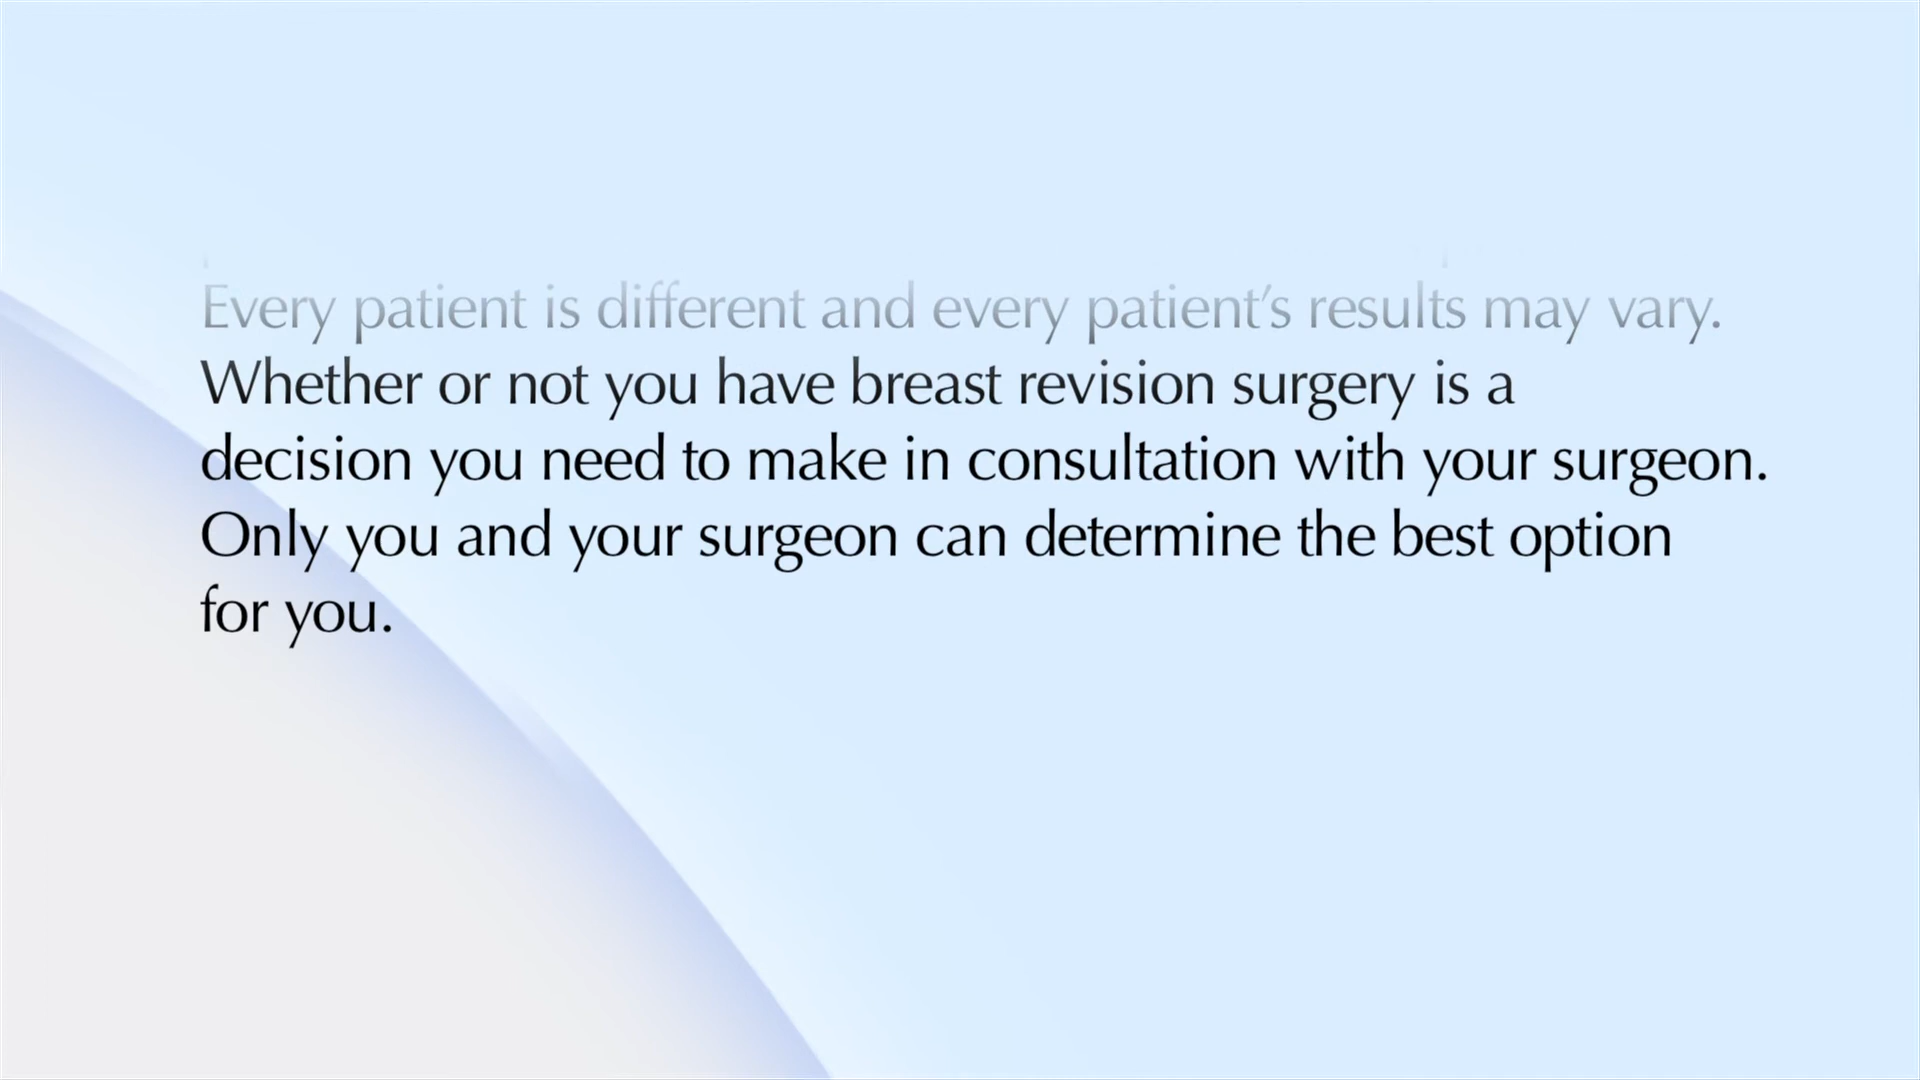 Every patient is different and every patient's results may vary.
Whether or not you have breast revision surgery is a
decision you need to make in consultation with your surgeon.
Only you and your surgeon can determine the best option
for you.